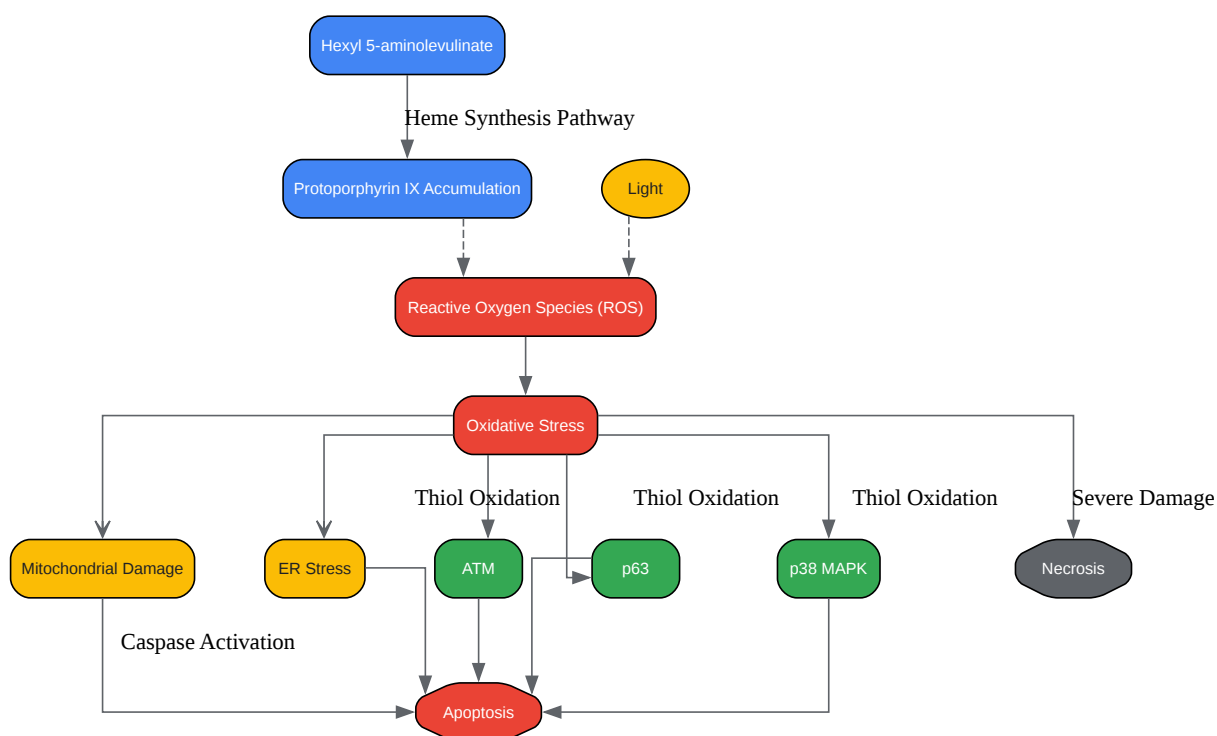 Hexyl 5-aminolevulinate
Heme Synthesis Pathway
Protoporphyrin IX Accumulation
Light
Reactive Oxygen Species (ROS)
Oxidative Stress
Thiol Oxidation
Thiol Oxidation
Thiol Oxidation
Severe Damage
Mitochondrial Damage
ER Stress
ATM
p63
p38 MAPK
Necrosis
Caspase Activation
Apoptosis